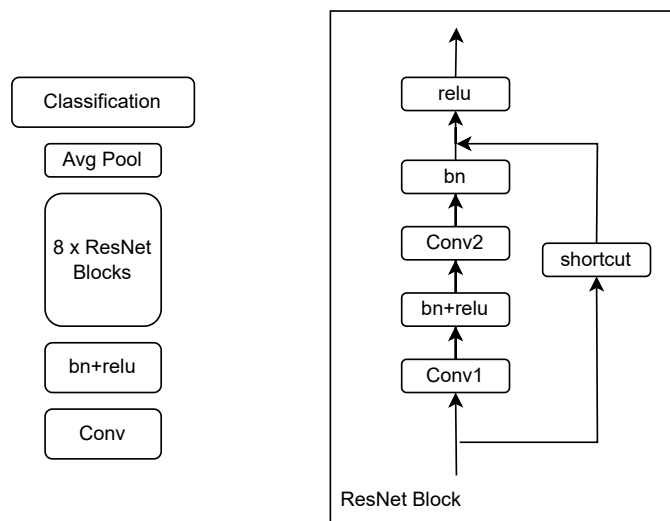 Classification
Avg Pool
8 x ResNet
Blocks
bn+relu
Conv
relu
bn
Conv2
shortcut
bn+relu
Conv1
ResNet Block